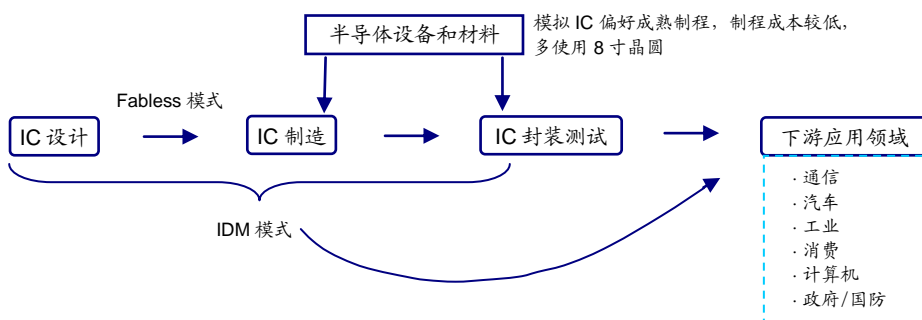 半导体设备和材料
模拟 IC 偏好成熟制程，制程成本较低，
多使用 8 寸晶圆
Fabless 模式
IC 设计
IC 制造
IC 封装测试
下游应用领域
· 通信
· 汽车
· 工业
· 消费
· 计算机
· 政府/国防
IDM 模式